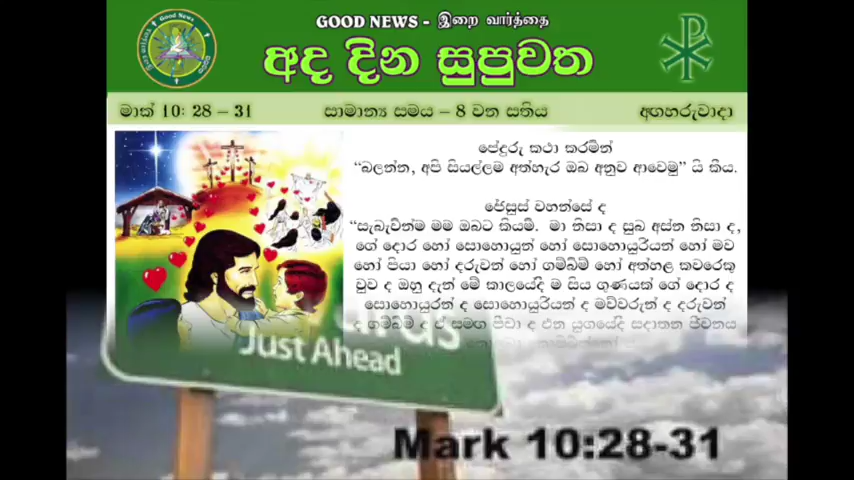 Good News
GOOD NEWS - இறை வார்த்தை
අද දින සුපුවත
මාක් 10: 28 – 31 සාමාන්‍ය සමය – 8 වන සතිය අඟහරුවාදා
පේදුරු කථා කරමින්
“බලන්න, අපි සියල්ලම අත්හැර ඔබ අනුව ආවෙමු” යි කීය.
ජේසුස් වහන්සේ ද
“සැබැවින්ම මම ඔබට කියමි. මා නිසා ද සුබ අස්න නිසා ද,
ගේ දොර හෝ සොහොයුන් හෝ සොහොයුරියන් හෝ මව
හෝ පියා හෝ දරුවන් හෝ ගම්බිම් හෝ අත්හළ කවරෙකු
වුව ද ඔහු දැන් මේ කාලයේදි ම සිය ගුණයක් ගේ දොර ද
සොහොයුරන් ද සොහොයුරියන් ද මව්වරුන් ද දරුවන්
ද ගම්බිම් ද ඒ සමඟ පීඩා ද එන යුගයේදි සදාතන ජීවනය
Just Ahead
Mark 10:28-31